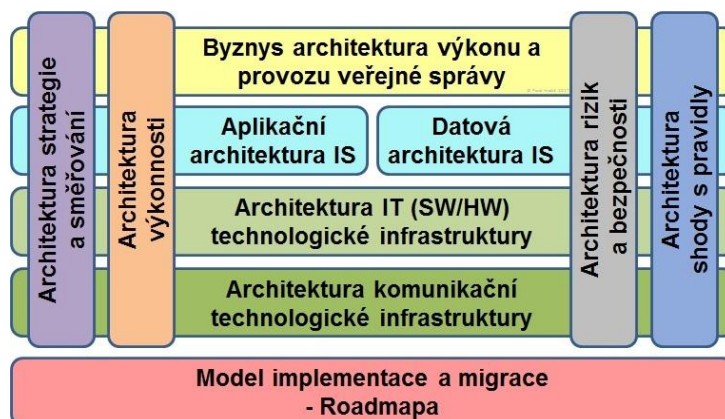 Architektura strategie
a směřování
Architektura
výkonnosti
Byznys architektura výkonu a
provozu veřejné správy
Aplikační
architektura IS
Datová
architektura IS
Architektura IT (SW/HW)
technologické infrastruktury
Architektura komunikační
technologické infrastruktury
Architektura rizik
a bezpečnosti
Architektura
shody s pravidly
Model implementace a migrace
- Roadmapa